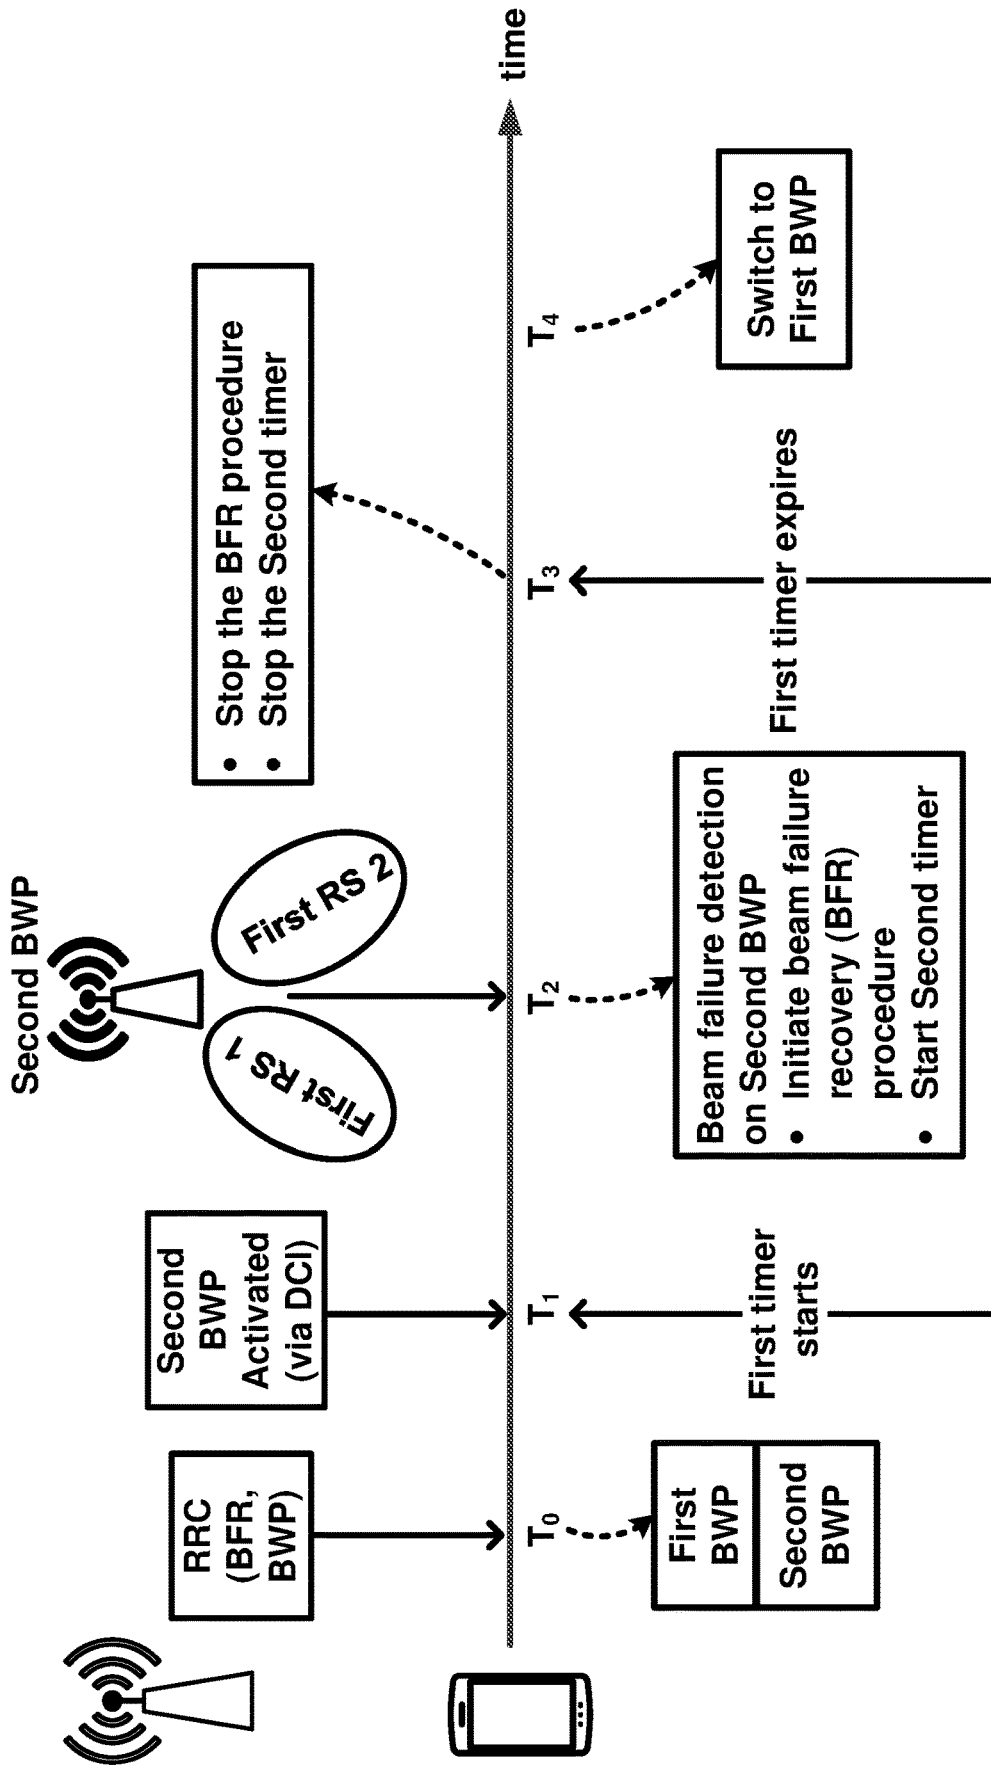 RRC
(BFR,
BWP)
Second
BWP
Activated
(via DCI)
Second BWP
First RS 1
First RS 2
• Stop the BFR procedure
• Stop the Second timer
time
T0
T1
T2
T3
T4
First
BWP
Second
BWP
First timer
starts
Beam failure detection
on Second BWP
• Initiate beam failure
recovery (BFR)
procedure
• Start Second timer
First timer expires
Switch to
First BWP